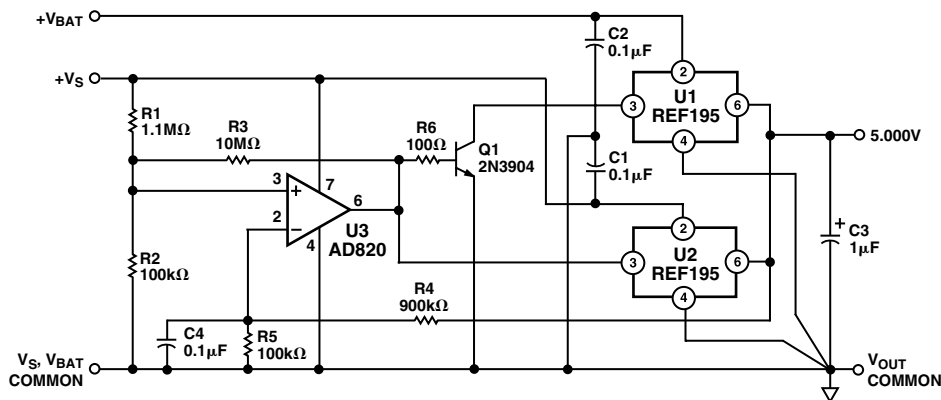 +VBAT
C2
0.1µF
2
+VS
U1
REF195
3
6
4
R1
1.1MΩ
R3
10MΩ
R6
100Ω
Q1
2N3904
5.000V
C1
0.1µF
3
7
+
2
−
6
4
U3
AD820
2
U2
REF195
3
6
4
+
C3
1µF
R2
100kΩ
R4
900kΩ
C4
0.1µF
R5
100kΩ
VS, VBAT
COMMON
VOUT
COMMON